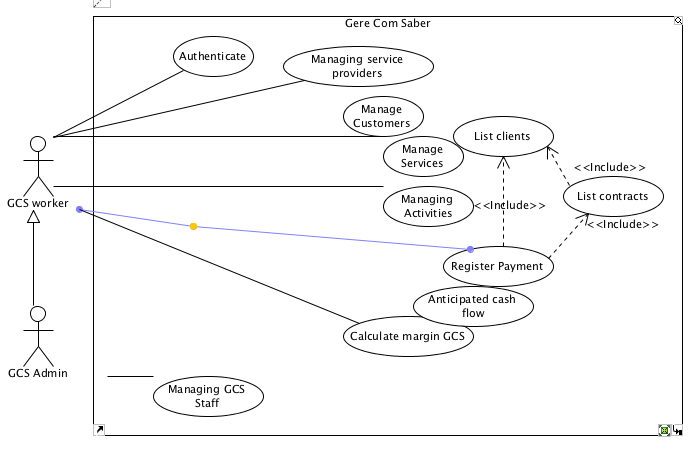 Gere Com Saber
Authenticate
Managing service
providers
Manage
Customers
List clients
Manage
Services
<<Include>>
List contracts
GCS worker
Managing
Activities
<<Include>>
<<Include>>
Register Payment
Anticipated cash
flow
Calculate margin GCS
GCS Admin
Managing GCS
Staff